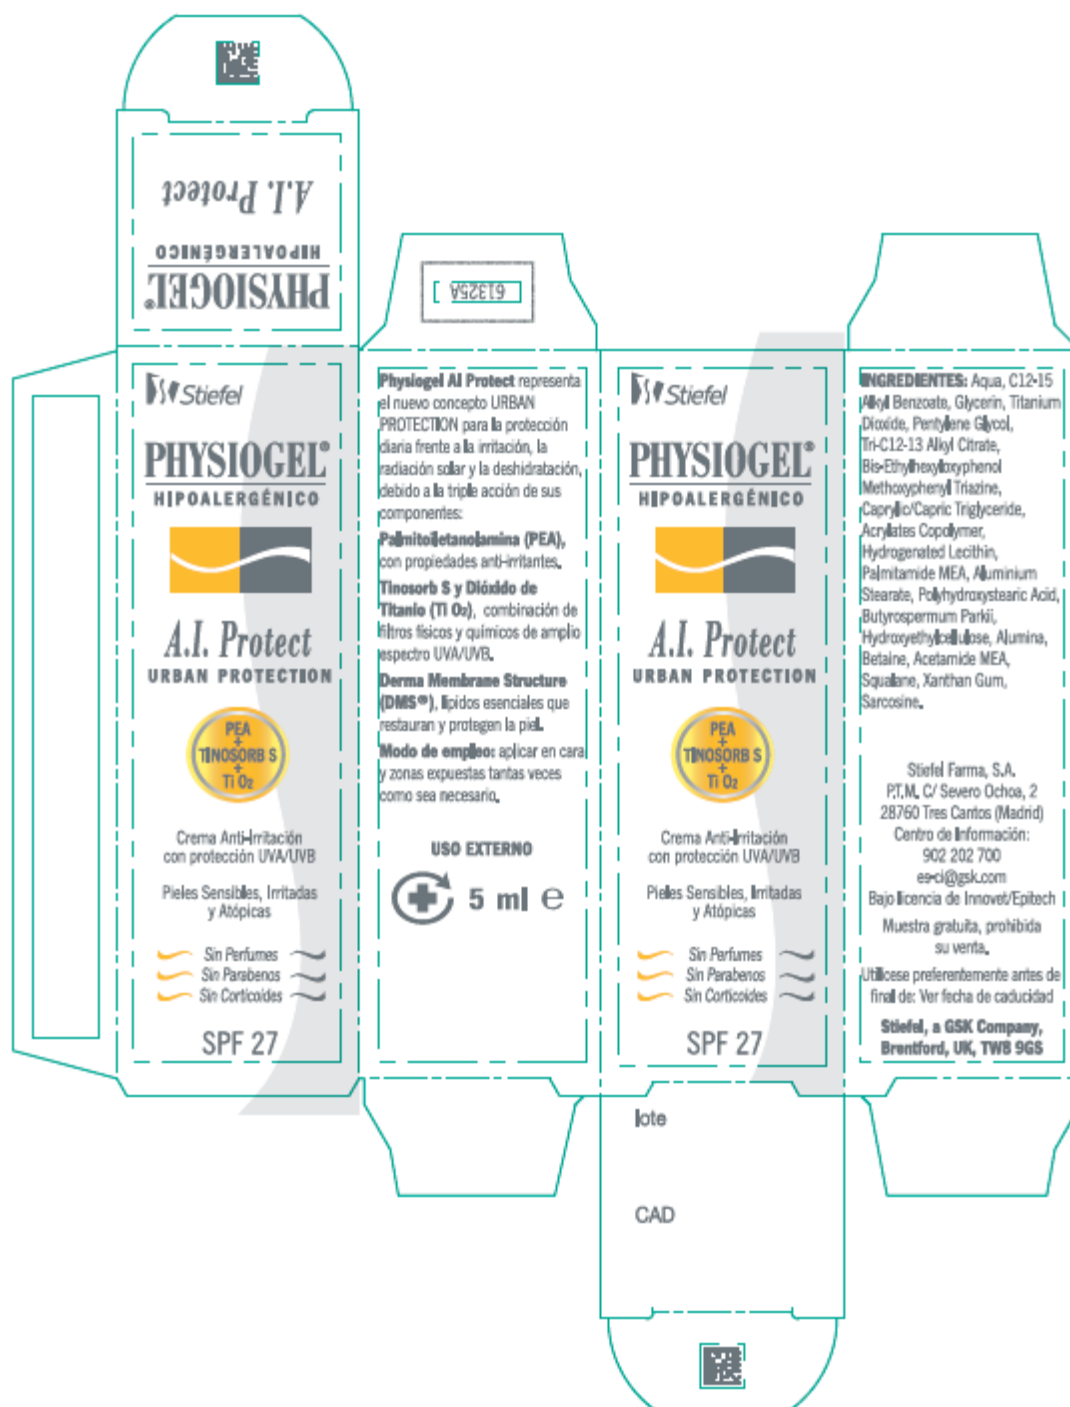 A.I. Protect
HIPOALERGÉNICO
PHYSIOGEL®
61325A
Stiefel
PHYSIOGEL®
HIPOALERGÉNICO
A.I. Protect
URBAN PROTECTION
PEA
+
TINOSORB S
+
Ti O₂
Crema Anti-Irritación
con protección UVA/UVB
Pieles Sensibles, Irritadas
y Atópicas
Sin Perfumes
Sin Parabenos
Sin Corticoides
SPF 27
Physiogel AI Protect representa
el nuevo concepto URBAN
PROTECTION para la protección
diaria frente a la irritación, la
radiación solar y la deshidratación,
debido a la triple acción de sus
componentes:
Palmitoiletanolamina (PEA),
con propiedades anti-irritantes.
Tinosorb S y Dióxido de
Titanio (Ti O₂), combinación de
filtros físicos y químicos de amplio
espectro UVA/UVB.
Derma Membrane Structure
(DMS®), lípidos esenciales que
restauran y protegen la piel.
Modo de empleo: aplicar en cara
y zonas expuestas tantas veces
como sea necesario.
USO EXTERNO
5 ml e
Stiefel
PHYSIOGEL®
HIPOALERGÉNICO
A.I. Protect
URBAN PROTECTION
PEA
+
TINOSORB S
+
Ti O₂
Crema Anti-Irritación
con protección UVA/UVB
Pieles Sensibles, Irritadas
y Atópicas
Sin Perfumes
Sin Parabenos
Sin Corticoides
SPF 27
lote
CAD
INGREDIENTES: Aqua, C12-15
Alkyl Benzoate, Glycerin, Titanium
Dioxide, Pentylene Glycol,
Tri-C12-13 Alkyl Citrate,
Bis-Ethylhexyloxyphenol
Methoxyphenyl Triazine,
Caprylic/Capric Triglyceride,
Acrylates Copolymer,
Hydrogenated Lecithin,
Palmitamide MEA, Aluminium
Stearate, Polyhydroxystearic Acid,
Butyrospermum Parkii,
Hydroxyethylcellulose, Alumina,
Betaine, Acetamide MEA,
Squalane, Xanthan Gum,
Sarcosine.
Stiefel Farma, S.A.
P.T.M. C/ Severo Ochoa, 2
28760 Tres Cantos (Madrid)
Centro de Información:
902 202 700
es-ci@gsk.com
Bajo licencia de Innovet/Epitech
Muestra gratuita, prohibida
su venta.
Utilícese preferentemente antes de
final de: Ver fecha de caducidad
Stiefel, a GSK Company,
Brentford, UK, TW8 9GS